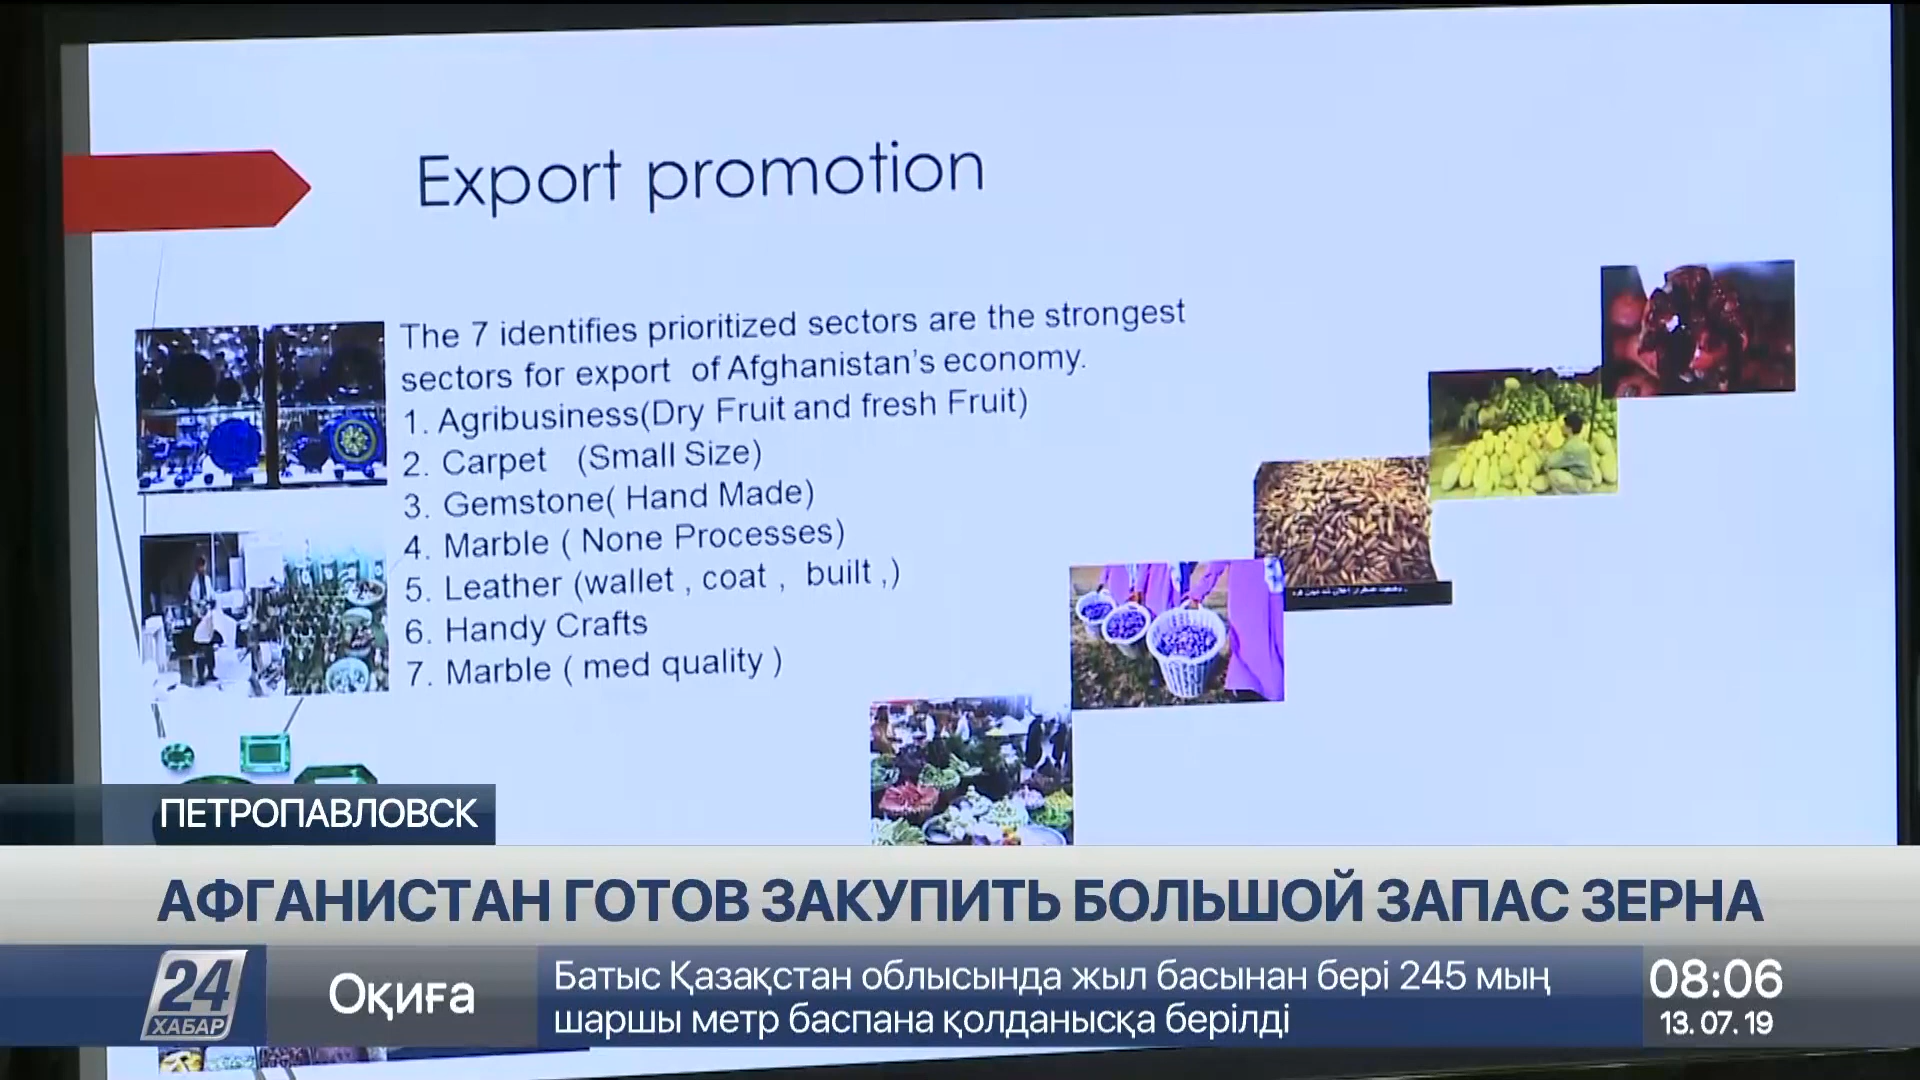 Export promotion
The 7 identifies prioritized sectors are the strongest
sectors for export of Afghanistan's economy.
1. Agribusiness(Dry Fruit and fresh Fruit)
2. Carpet (Small Size)
3. Gemstone( Hand Made)
4. Marble ( None Processes)
5. Leather (wallet , coat , built ,)
6. Handy Crafts
7. Marble ( med quality )
ПЕТРОПАВЛОВСК
АФГАНИСТАН ГОТОВ ЗАКУПИТЬ БОЛЬШОЙ ЗАПАС ЗЕРНА
24
ХАБАР
Оқиға
Батыс Қазақстан облысында жыл басынан бері 245 мың
шаршы метр баспана қолданысқа берілді
08:06
13. 07. 19